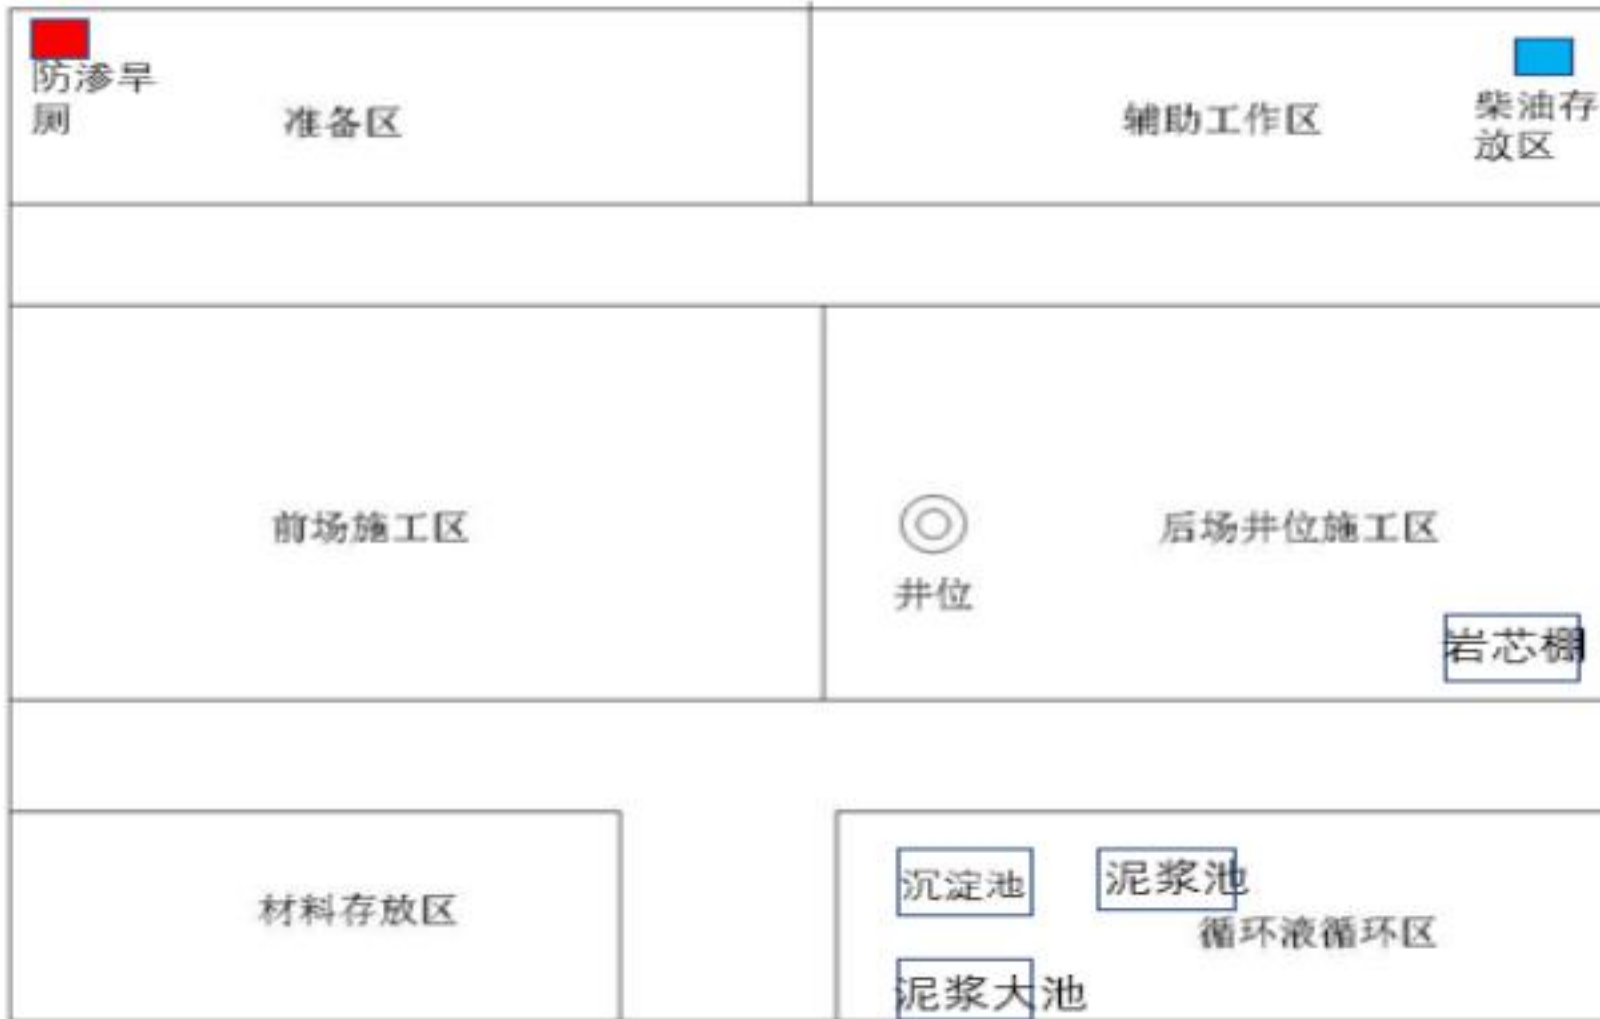 防渗旱
厕
准备区
辅助工作区
柴油存
放区
前场施工区
后场井位施工区
井位
岩芯棚
材料存放区
沉淀池
泥浆池
循环液循环区
泥浆大池